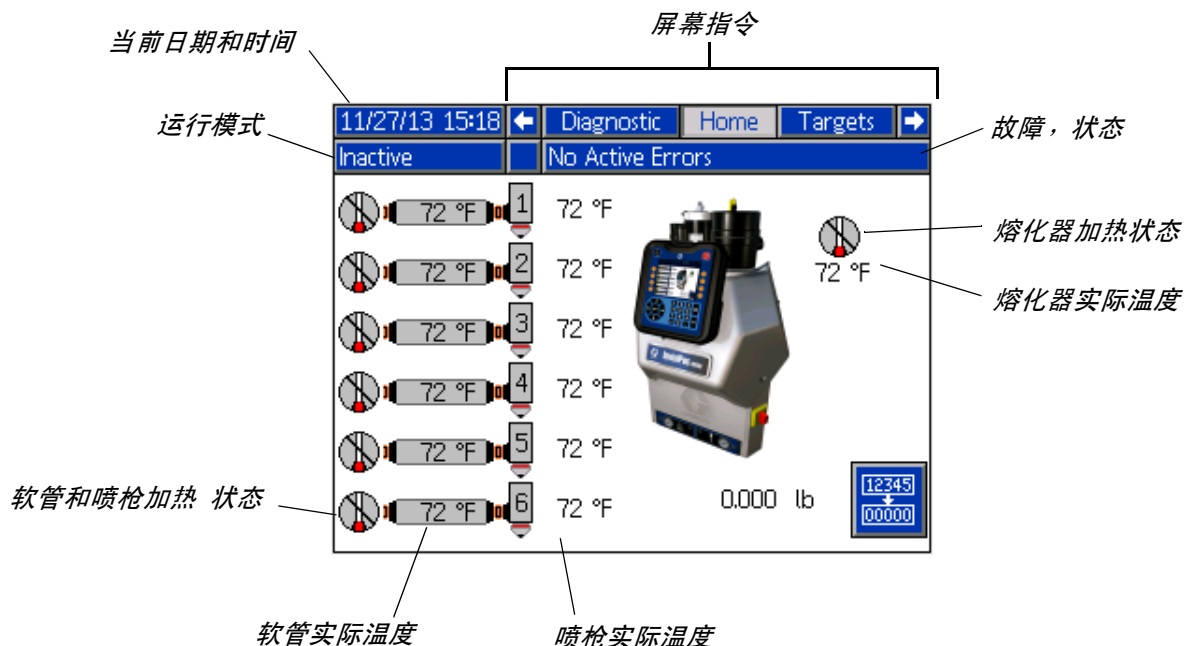 屏幕指令
当前日期和时间
11/27/13 15:18 Diagnostic Home Targets
运行模式
故障，状态
Inactive No Active Errors
72 °F 1 72 °F
熔化器加热状态
72 °F 2 72 °F
72 °F
熔化器实际温度
72 °F 3 72 °F
72 °F 4 72 °F
72 °F 5 72 °F
软管和喷枪加热 状态
72 °F 6 72 °F
0.000 lb
12345
00000
软管实际温度
喷枪实际温度